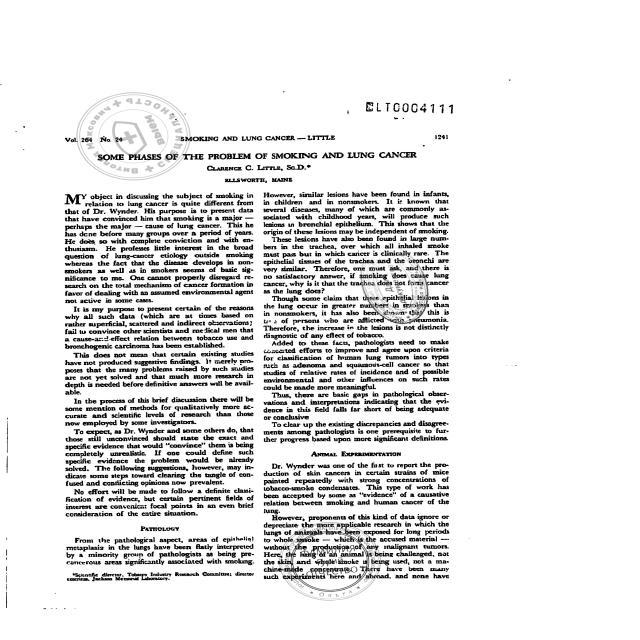 CLT0004111
Vol. 264 No. 24 SMOKING AND LUNG CANCER — LITTLE 1241
SOME PHASES OF THE PROBLEM OF SMOKING AND LUNG CANCER
CLARENCE C. LITTLE, SC.D.*
ELLSWORTH, MAINE
MY object in discussing the subject of smoking in
relation to lung cancer is quite different from
that of Dr. Wynder. His purpose is to present data
that have convinced him that smoking is a major —
perhaps the major — cause of lung cancer. This he
has done before many groups over a period of years.
He does so with complete conviction and with en-
thusiasm. He professes little interest in the broad
question of lung-cancer etiology outside smoking
whereas the fact that the disease develops in non-
smokers as well as in smokers seems of basic sig-
nificance to me. One cannot properly disregard re-
search on the total mechanism of cancer formation in
favor of dealing with an assumed environmental agent
not active in some cases.
It is my purpose to present certain of the reasons
why all such data (which are at times based on
rather superficial, scattered and indirect observations)
fail to convince other scientists and medical men that
a cause-and-effect relation between tobacco use and
bronchogenic carcinoma has been established.
This does not mean that certain existing studies
have not produced suggestive findings. It merely pro-
poses that the many problems raised by such studies
are not yet solved and that much more research in
depth is needed before definitive answers will be avail-
able.
In the process of this brief discussion there will be
some mention of methods for qualitatively more ac-
curate and scientific levels of research than those
now employed by some investigators.
To expect, as Dr. Wynder and some others do, that
those still unconvinced should state the exact and
specific evidence that would "convince" them is being
completely unrealistic. If one could define such
specific evidence the problem would be already
solved. The following suggestions, however, may in-
dicate some steps toward clearing the tangle of con-
fused and conflicting opinions now prevalent.
No effort will be made to follow a definite classi-
fication of evidence, but certain pertinent fields of
interest are convenient focal points in an even brief
consideration of the entire situation.
PATHOLOGY
From the pathological aspect, areas of epithelial
metaplasia in the lungs have been flatly interpreted
by a minority group of pathologists as being pre-
cancerous areas significantly associated with smoking.
*Scientific director, Tobacco Industry Research Committee; director
emeritus, Jackson Memorial Laboratory.
However, similar lesions have been found in infants,
in children and in nonsmokers. It is known that
several diseases, many of which are commonly as-
sociated with childhood years, will produce such
lesions in bronchial epithelium. This shows that the
origin of these lesions may be independent of smoking.
These lesions have also been found in large num-
bers in the trachea, over which all inhaled smoke
must pass but in which cancer is clinically rare. The
epithelial tissues of the trachea and the bronchi are
very similar. Therefore, one must ask, and there is
no satisfactory answer, if smoking does cause lung
cancer, why is it that the trachea does not form cancer
as the lung does?
Though some claim that these epithelial lesions in
the lung occur in greater numbers in smokers than
in nonsmokers, it has also been shown that this is
of persons who are afflicted pneumonia.
Therefore, the increase in the lesions is not distinctly
diagnostic of any effect of tobacco.
Added to these facts, pathologists need to make
concerted efforts to improve and agree upon criteria
for classification of human lung tumors into types
such as adenoma and squamous-cell cancer so that
studies of relative rates of incidence and of possible
environmental and other influences on such rates
could be made more meaningful.
Thus, there are basic gaps in pathological obser-
vations and interpretations indicating that the evi-
dence in this field falls far short of being adequate
or conclusive
To clear up the existing discrepancies and disagree-
ments among pathologists is one prerequisite to fur-
ther progress based upon more significant definitions.
ANIMAL EXPERIMENTATION
Dr. Wynder was one of the first to report the pro-
duction of skin cancers in certain strains of mice
painted repeatedly with strong concentrations of
tobacco-smoke condensates. This type of work has
been accepted by some as "evidence" of a causative
relation between smoking and human cancer of the
lung.
However, proponents of this kind of data ignore or
depreciate the more applicable research in which the
lungs of animals have been exposed for long periods
to whole smoke — which is the accused material —
without the production of any malignant tumors.
Here, the lung of an animal is being challenged, not
the skin, and whole smoke is being used, not a ma-
chine-made concentrate. There have been many
such experiments here and abroad, and none have